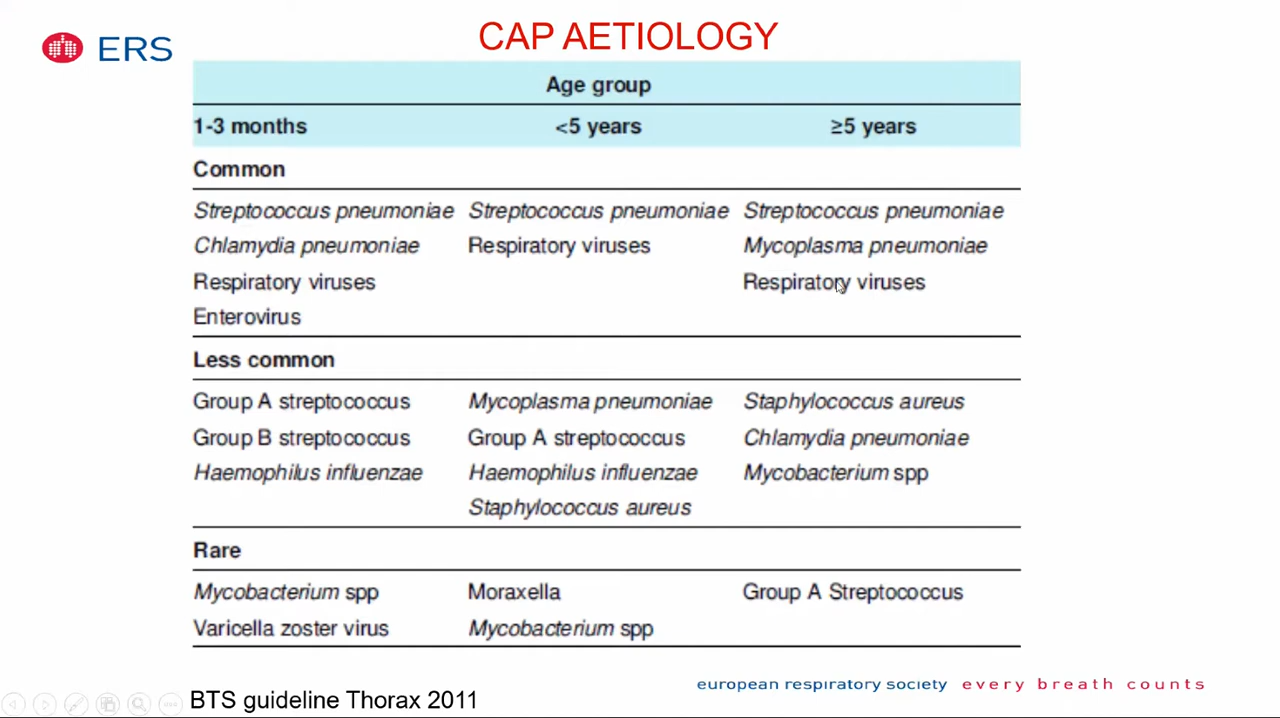 CAP AETIOLOGY
ERS
Age group
1-3 months <5 years ≥5 years
Common
Streptococcus pneumoniae Streptococcus pneumoniae Streptococcus pneumoniae
Chlamydia pneumoniae Respiratory viruses Mycoplasma pneumoniae
Respiratory viruses Respiratory viruses
Enterovirus
Less common
Group A streptococcus Mycoplasma pneumoniae Staphylococcus aureus
Group B streptococcus Group A streptococcus Chlamydia pneumoniae
Haemophilus influenzae Haemophilus influenzae Mycobacterium spp
Staphylococcus aureus
Rare
Mycobacterium spp Moraxella Group A Streptococcus
Varicella zoster virus Mycobacterium spp
european respiratory society every breath counts
BTS guideline Thorax 2011